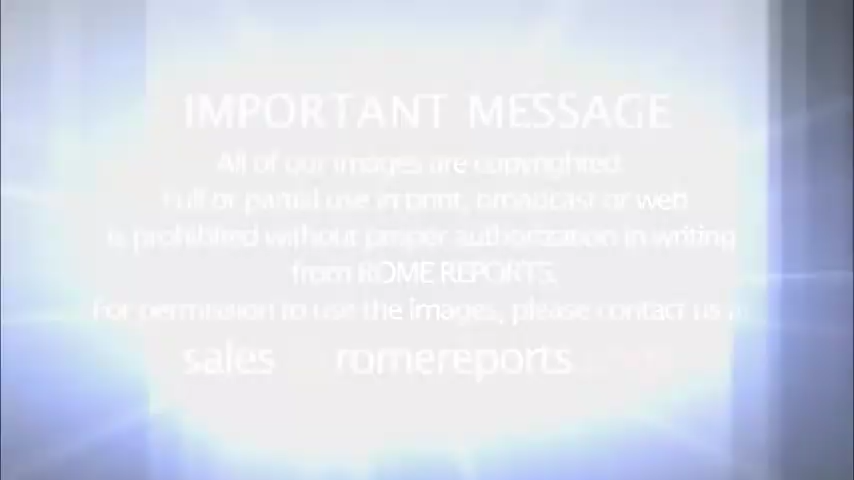 IMPORTANT MESSAGE
All of our images are copyrighted
Full or partial use in print, broadcast or web
is prohibited without proper authorization in writing
from ROME REPORTS.
For permission to use the images, please contact us at
sales romereports